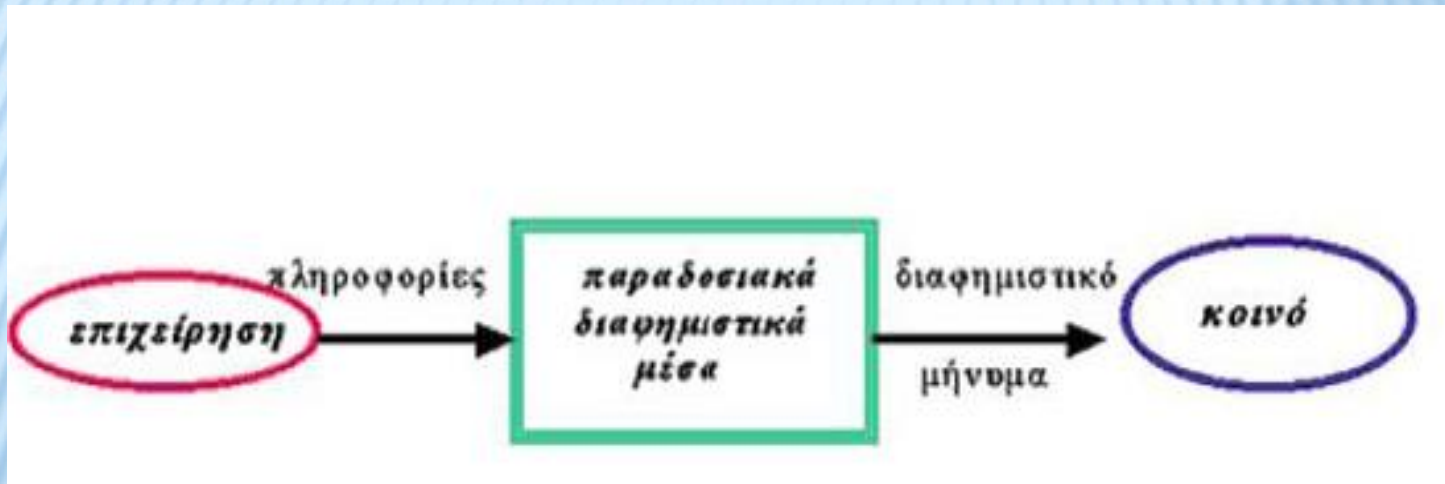 επιχείρηση
πληροφορίες
παραδοσιακά
διαφημιστικά
μέσα
διαφημιστικό
μήνυμα
κοινό